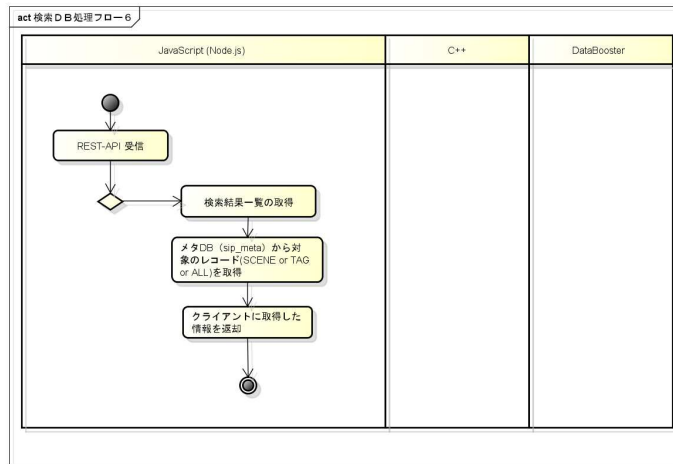 act 検索DB処理フロー6
JavaScript (Node.js)
C++
DataBooster
REST-API 受信
検索結果一覧の取得
メタDB（sip_meta）から対
象のレコード(SCENE or TAG
or ALL)を取得
クライアントに取得した
情報を返却